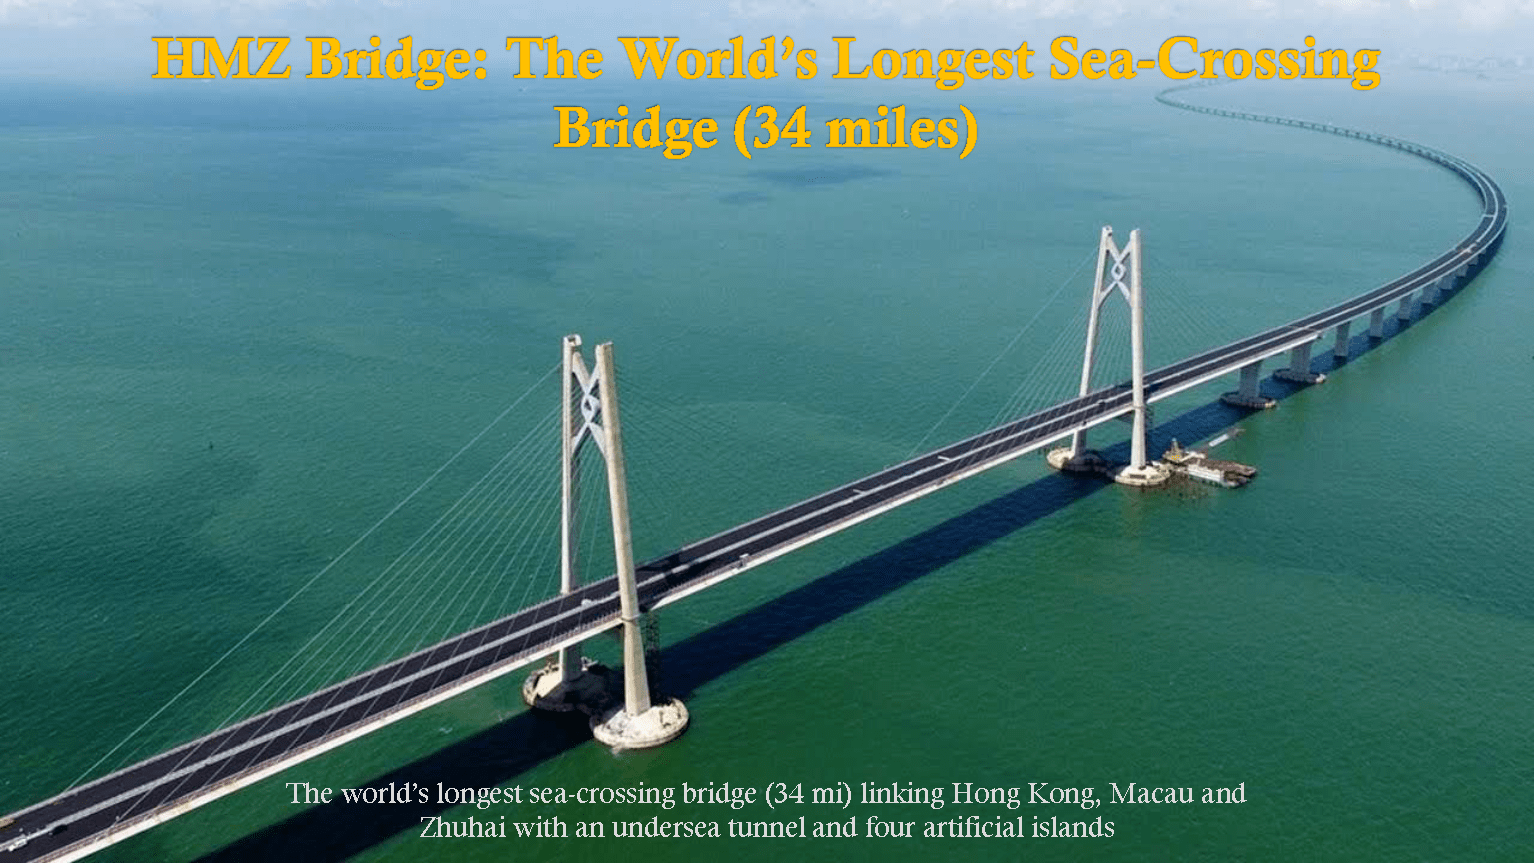 HMZ Bridge: The World’s Longest Sea-Crossing
Bridge (34 miles)
The world’s longest sea-crossing bridge (34 mi) linking Hong Kong, Macau and
Zhuhai with an undersea tunnel and four artificial islands